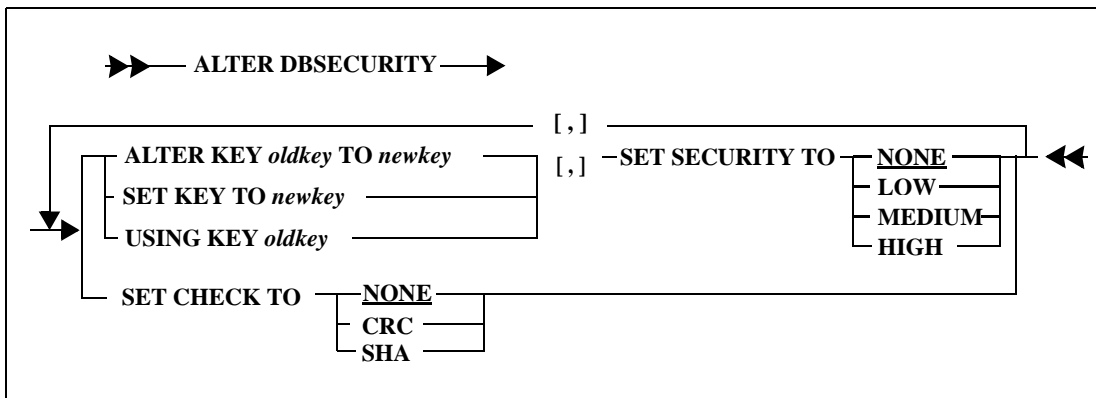 ALTER DBSECURITY
[ , ]
ALTER KEY oldkey TO newkey
SET KEY TO newkey
USING KEY oldkey
[ , ]
SET SECURITY TO
NONE
LOW
MEDIUM
HIGH
SET CHECK TO
NONE
CRC
SHA